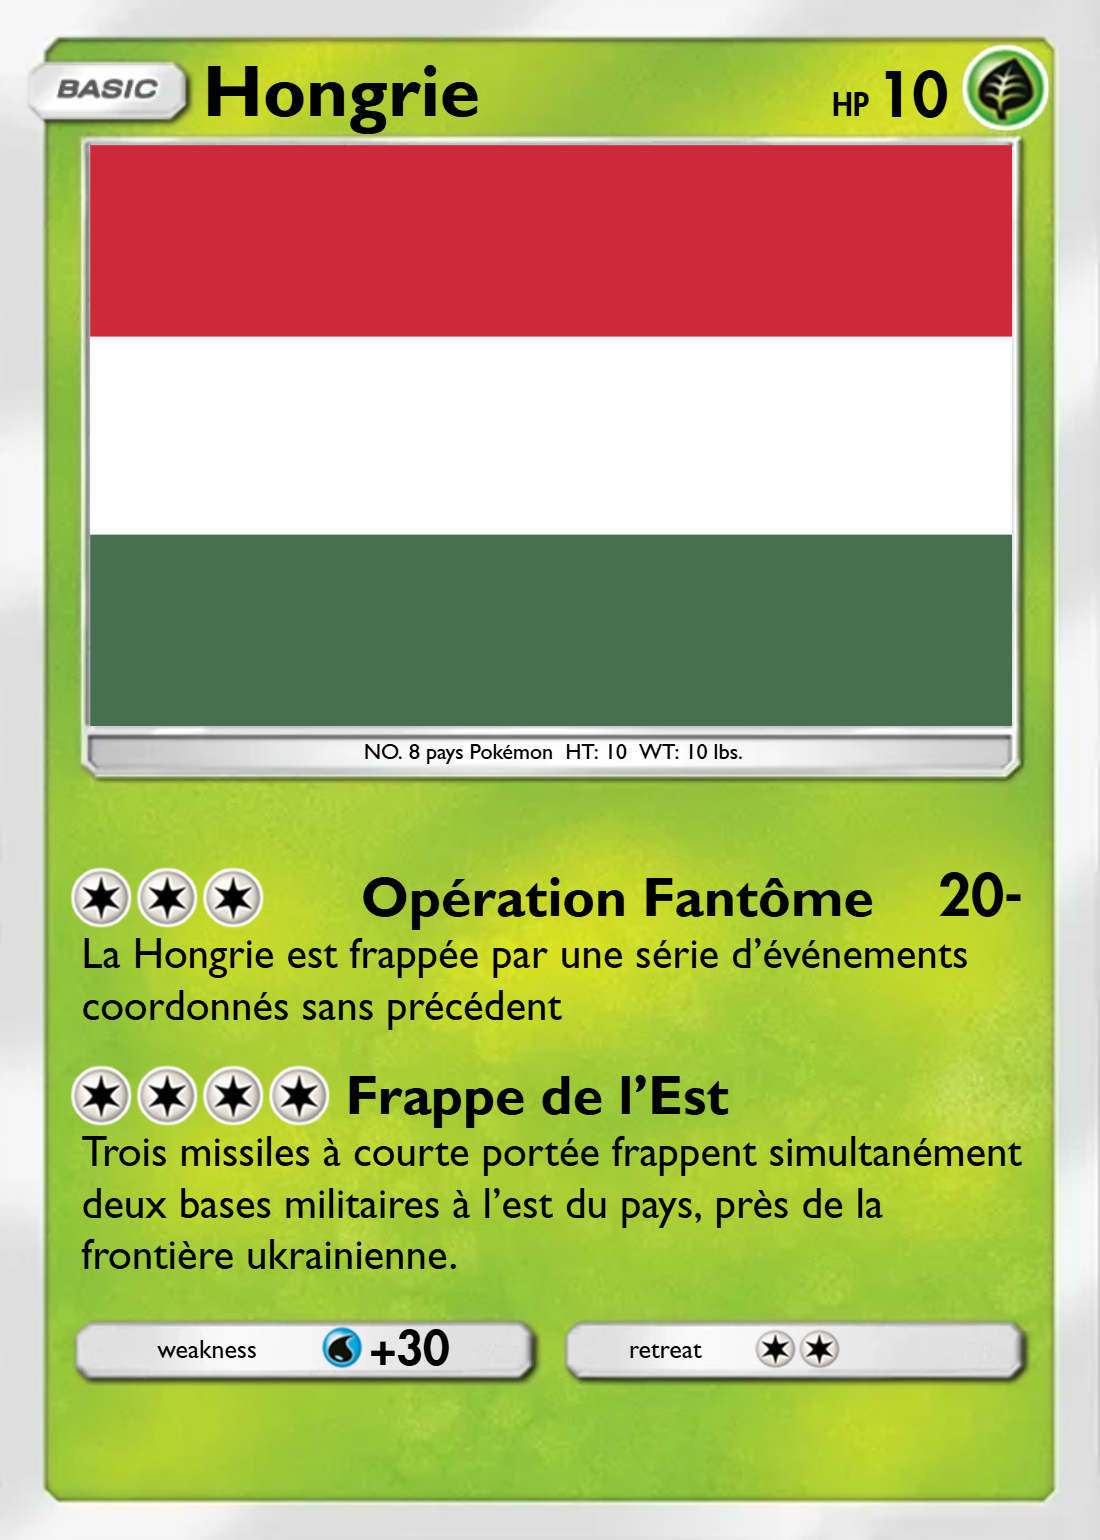 BASIC Hongrie HP 10
NO. 8 pays Pokémon HT: 10 WT: 10 lbs.
Opération Fantôme 20-
La Hongrie est frappée par une série d’événements
coordonnés sans précédent
Frappe de l’Est
Trois missiles à courte portée frappent simultanément
deux bases militaires à l’est du pays, près de la
frontière ukrainienne.
weakness +30 retreat